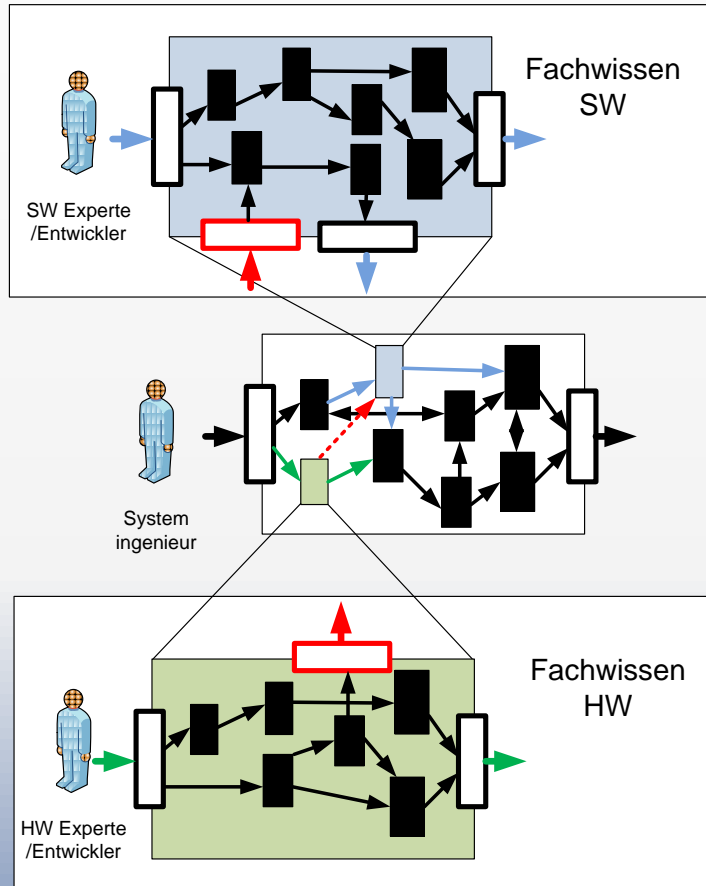 Fachwissen
SW
SW Experte
/Entwickler
System
ingenieur
Fachwissen
HW
HW Experte
/Entwickler